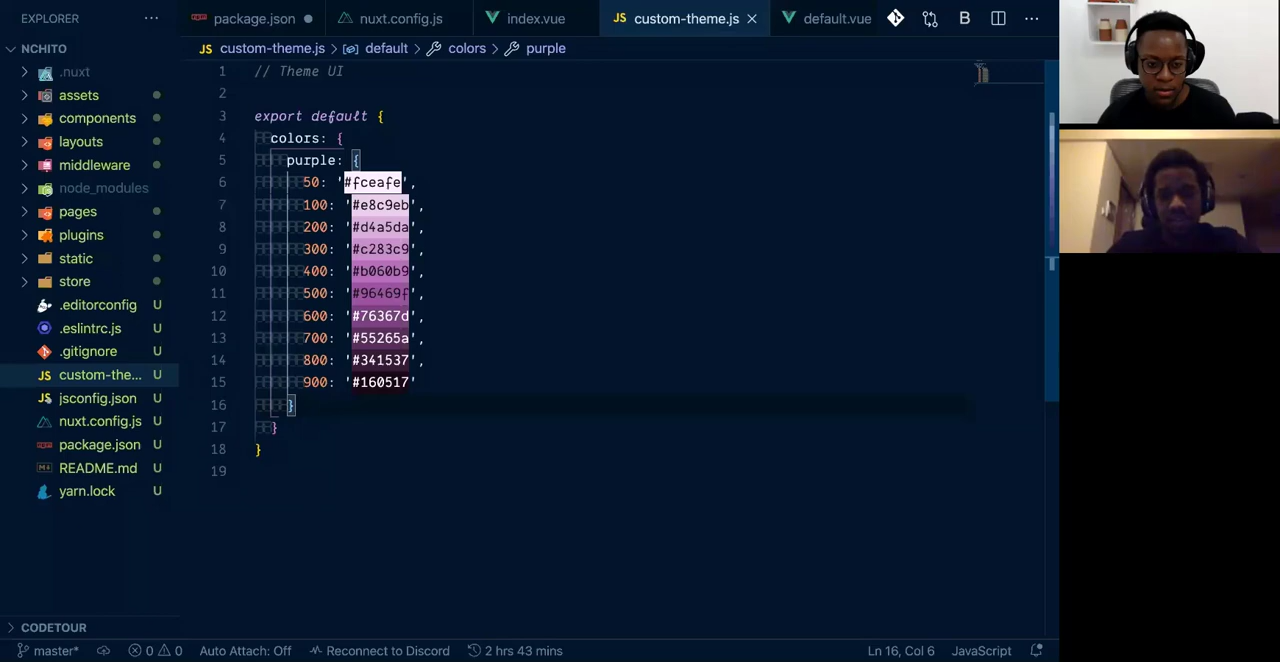 EXPLORER
package.json
nuxt.config.js
index.vue
custom-theme.js
default.vue
B
NCHITO
custom-theme.js > default > colors > purple
.nuxt
assets
components
layouts
middleware
node_modules
pages
plugins
static
store
.editorconfig U
.eslintrc.js U
.gitignore U
JS custom-the... U
JS jsconfig.json U
nuxt.config.js U
package.json U
README.md U
yarn.lock U
1 // Theme UI
2
3 export default {
4 colors: {
5 purple: {
6 50: '#fceafe',
7 100: '#e8c9eb',
8 200: '#d4a5da',
9 300: '#c283c9',
10 400: '#b060b9',
11 500: '#96469f',
12 600: '#76367d',
13 700: '#55265a',
14 800: '#341537',
15 900: '#160517'
16 }
17 }
18 }
19
CODETOUR
master* 0 0 Auto Attach: Off Reconnect to Discord 2 hrs 43 mins Ln 16, Col 6 JavaScript